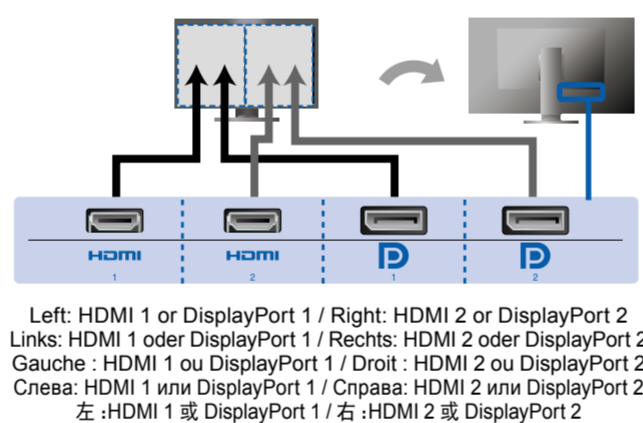 HDMI HDMI
1 2 1 2
Left: HDMI 1 or DisplayPort 1 / Right: HDMI 2 or DisplayPort 2
Links: HDMI 1 oder DisplayPort 1 / Rechts: HDMI 2 oder DisplayPort 2
Gauche : HDMI 1 ou DisplayPort 1 / Droit : HDMI 2 ou DisplayPort 2
Слева: HDMI 1 или DisplayPort 1 / Справа: HDMI 2 или DisplayPort 2
左 :HDMI 1 或 DisplayPort 1 / 右 :HDMI 2 或 DisplayPort 2